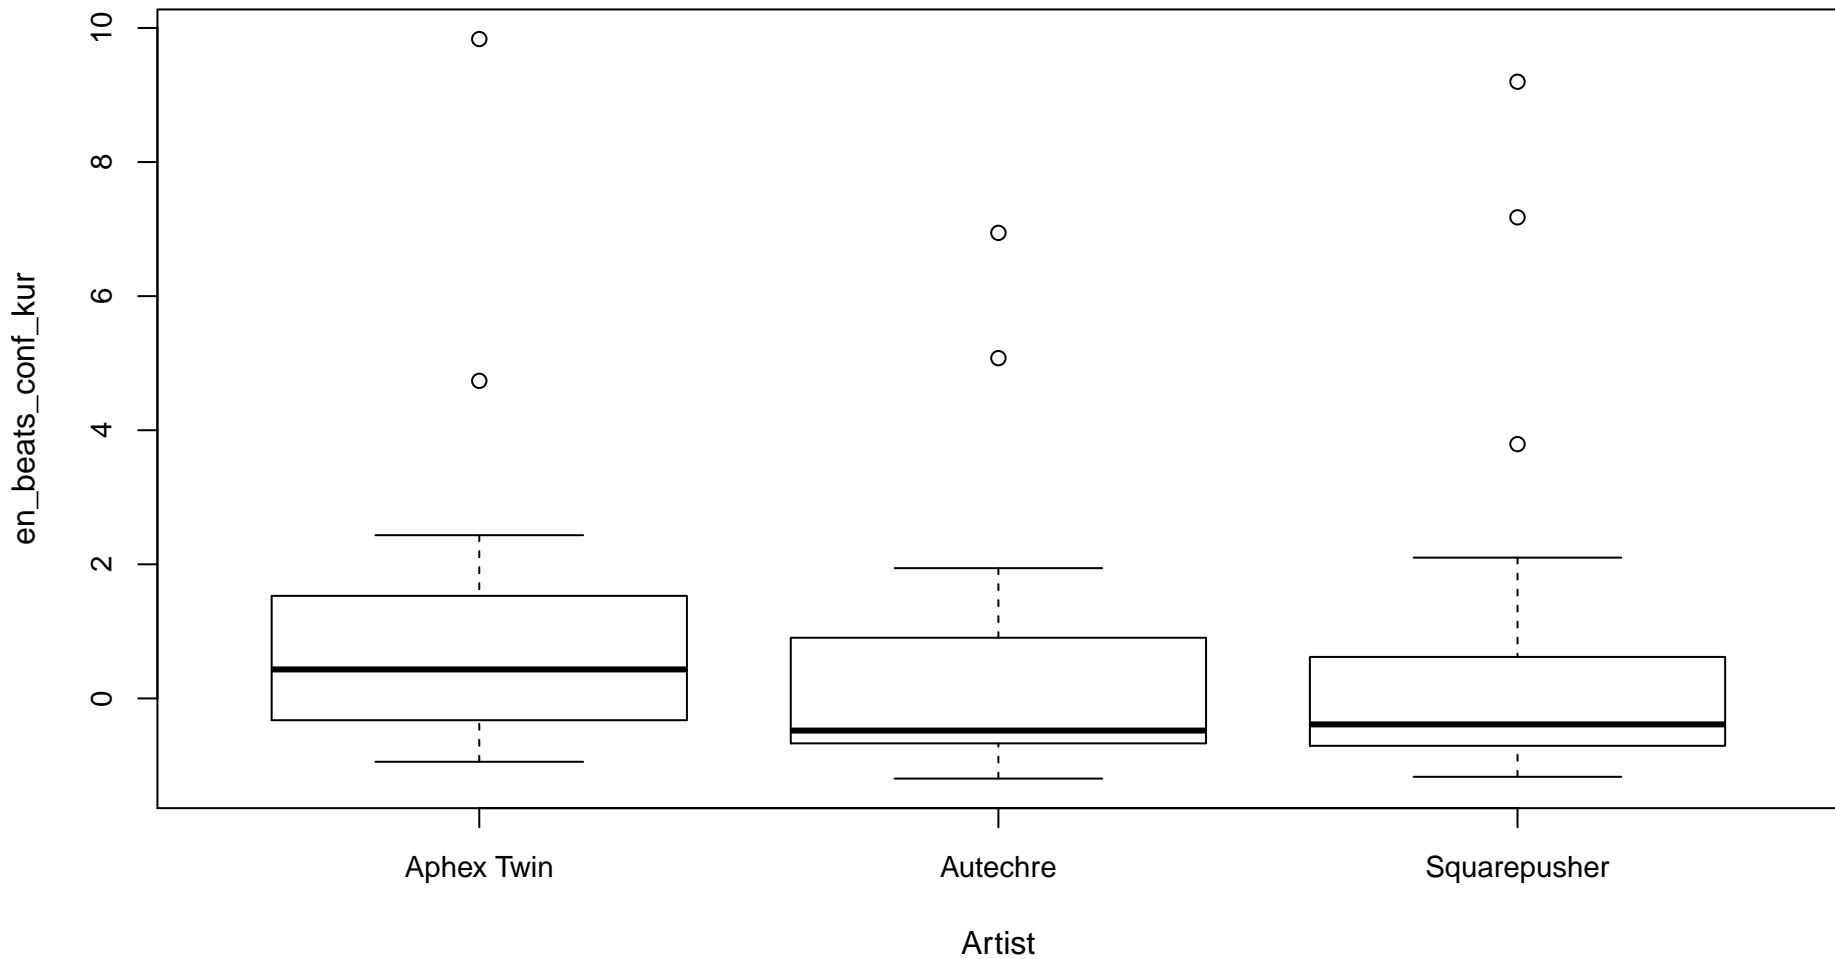 en_beats_conf_kur
10
8
6
4
2
0
Aphex Twin
Autechre
Squarepusher
Artist